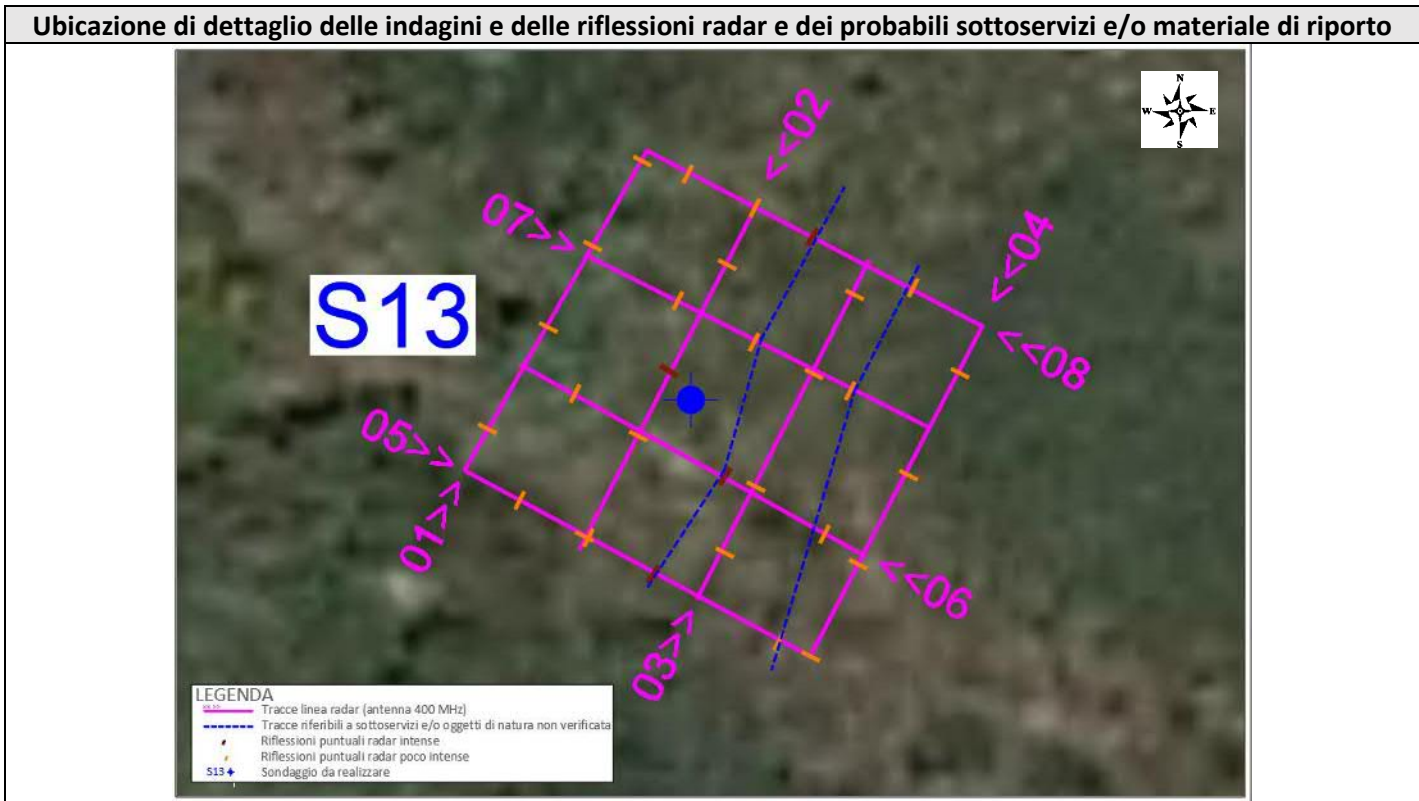 Ubicazione di dettaglio delle indagini e delle riflessioni radar e dei probabili sottoservizi e/o materiale di riporto
N
W E
S
<<02
07>>
<<04
S13
<<08
05>>
01>>
<<06
03>>
LEGENDA
Tracce linea radar (antenna 400 MHz)
Tracce riferibili a sottoservizi e/o oggetti di natura non verificata
Riflessioni puntuali radar intense
Riflessioni puntuali radar poco intense
S13 Sondaggio da realizzare